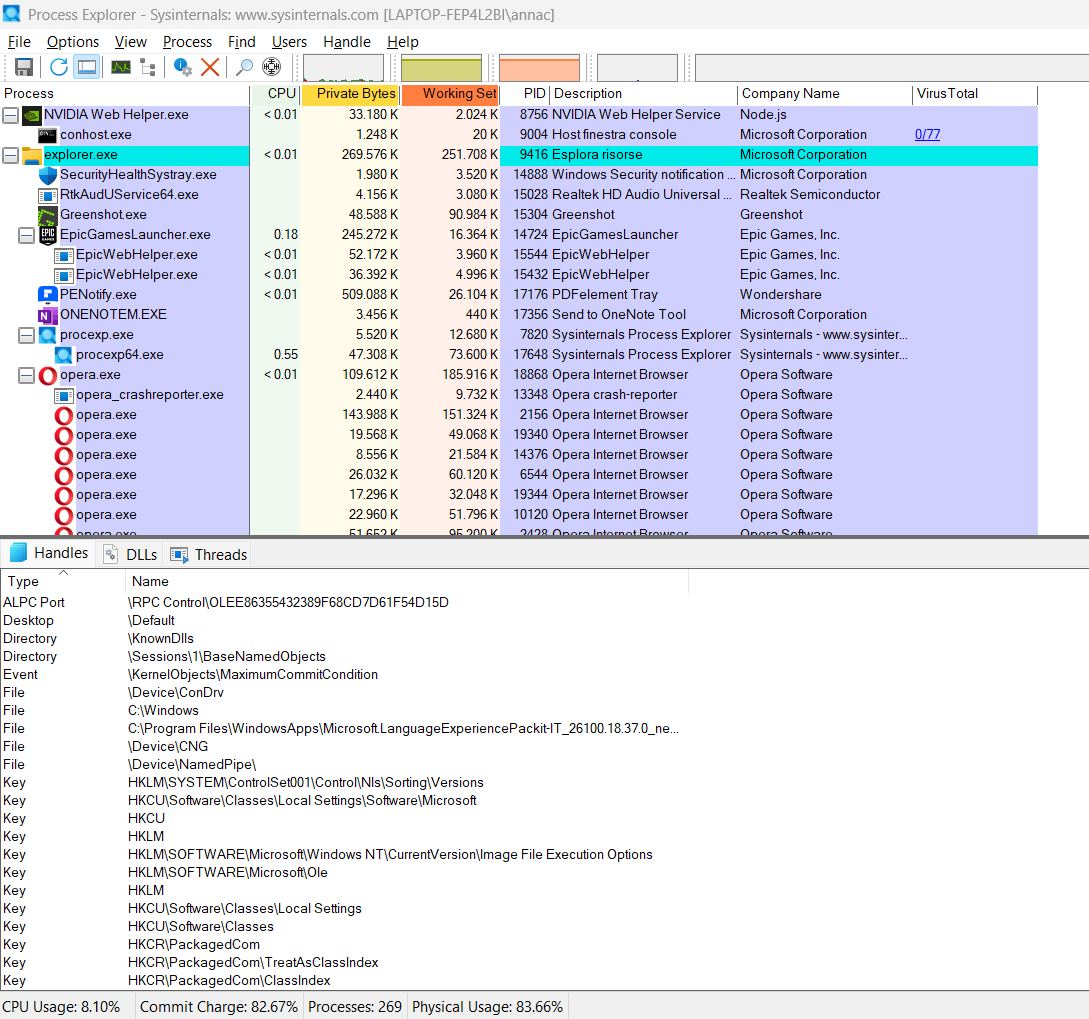 Process Explorer - Sysinternals: www.sysinternals.com [LAPTOP-FEP4L2BI\annac]
File Options View Process Find Users Handle Help
Process CPU Private Bytes Working Set PID Description Company Name VirusTotal
NVIDIA Web Helper.exe < 0.01 33.180 K 2.024 K 8756 NVIDIA Web Helper Service Node.js
conhost.exe 1.248 K 20 K 9004 Host finestra console Microsoft Corporation 0/77
explorer.exe < 0.01 269.576 K 251.708 K 9416 Esplora risorse Microsoft Corporation
SecurityHealthSystray.exe 1.980 K 3.520 K 14888 Windows Security notification ... Microsoft Corporation
RtkAudUService64.exe 4.156 K 3.080 K 15028 Realtek HD Audio Universal ... Realtek Semiconductor
Greenshot.exe 48.588 K 90.984 K 15304 Greenshot Greenshot
EpicGamesLauncher.exe 0.18 245.272 K 16.364 K 14724 EpicGamesLauncher Epic Games, Inc.
EpicWebHelper.exe < 0.01 52.172 K 3.960 K 15544 EpicWebHelper Epic Games, Inc.
EpicWebHelper.exe < 0.01 36.392 K 4.996 K 15432 EpicWebHelper Epic Games, Inc.
PENotify.exe < 0.01 509.088 K 26.104 K 17176 PDFelement Tray Wondershare
ONENOTEM.EXE 3.456 K 440 K 17356 Send to OneNote Tool Microsoft Corporation
procexp.exe 5.520 K 12.680 K 7820 Sysinternals Process Explorer Sysinternals - www.sysinter...
procexp64.exe 0.55 47.308 K 73.600 K 17648 Sysinternals Process Explorer Sysinternals - www.sysinter...
opera.exe < 0.01 109.612 K 185.916 K 18868 Opera Internet Browser Opera Software
opera_crashreporter.exe 2.440 K 9.732 K 13348 Opera crash-reporter Opera Software
opera.exe 143.988 K 151.324 K 2156 Opera Internet Browser Opera Software
opera.exe 19.568 K 49.068 K 19340 Opera Internet Browser Opera Software
opera.exe 8.556 K 21.584 K 14376 Opera Internet Browser Opera Software
opera.exe 26.032 K 60.120 K 6544 Opera Internet Browser Opera Software
opera.exe 17.296 K 32.048 K 19344 Opera Internet Browser Opera Software
opera.exe 22.960 K 51.796 K 10120 Opera Internet Browser Opera Software
opera.exe Opera Internet Browser Opera Software
Handles DLLs Threads
Type Name
ALPC Port \RPC Control\OLEE86355432389F68CD7D61F54D15D
Desktop \Default
Directory \KnownDlls
Directory \Sessions\1\BaseNamedObjects
Event \KernelObjects\MaximumCommitCondition
File \Device\ConDrv
File C:\Windows
File C:\Program Files\WindowsApps\Microsoft.LanguageExperiencePackit-IT_26100.18.37.0_ne...
File \Device\CNG
File \Device\NamedPipe\
Key HKLM\SYSTEM\ControlSet001\Control\Nls\Sorting\Versions
Key HKCU\Software\Classes\Local Settings\Software\Microsoft
Key HKCU
Key HKLM
Key HKLM\SOFTWARE\Microsoft\Windows NT\CurrentVersion\Image File Execution Options
Key HKLM\SOFTWARE\Microsoft\Ole
Key HKLM
Key HKCU\Software\Classes\Local Settings
Key HKCU\Software\Classes
Key HKCR\PackagedCom
Key HKCR\PackagedCom\TreatAsClassIndex
Key HKCR\PackagedCom\ClassIndex
CPU Usage: 8.10% Commit Charge: 82.67% Processes: 269 Physical Usage: 83.66%